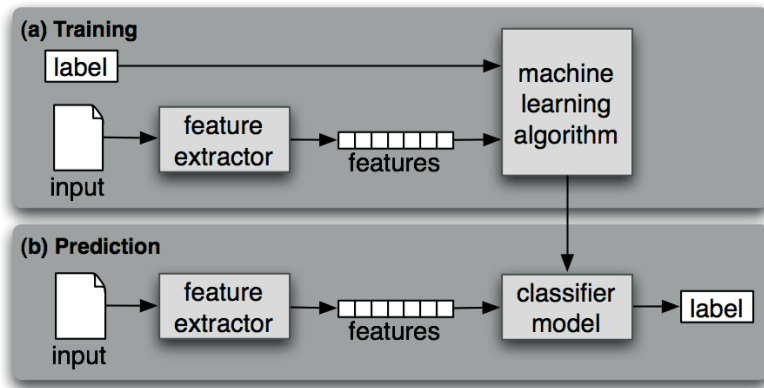 (a) Training
label
machine
learning
algorithm
feature
extractor
features
input
(b) Prediction
feature
extractor
features
classifier
model
label
input